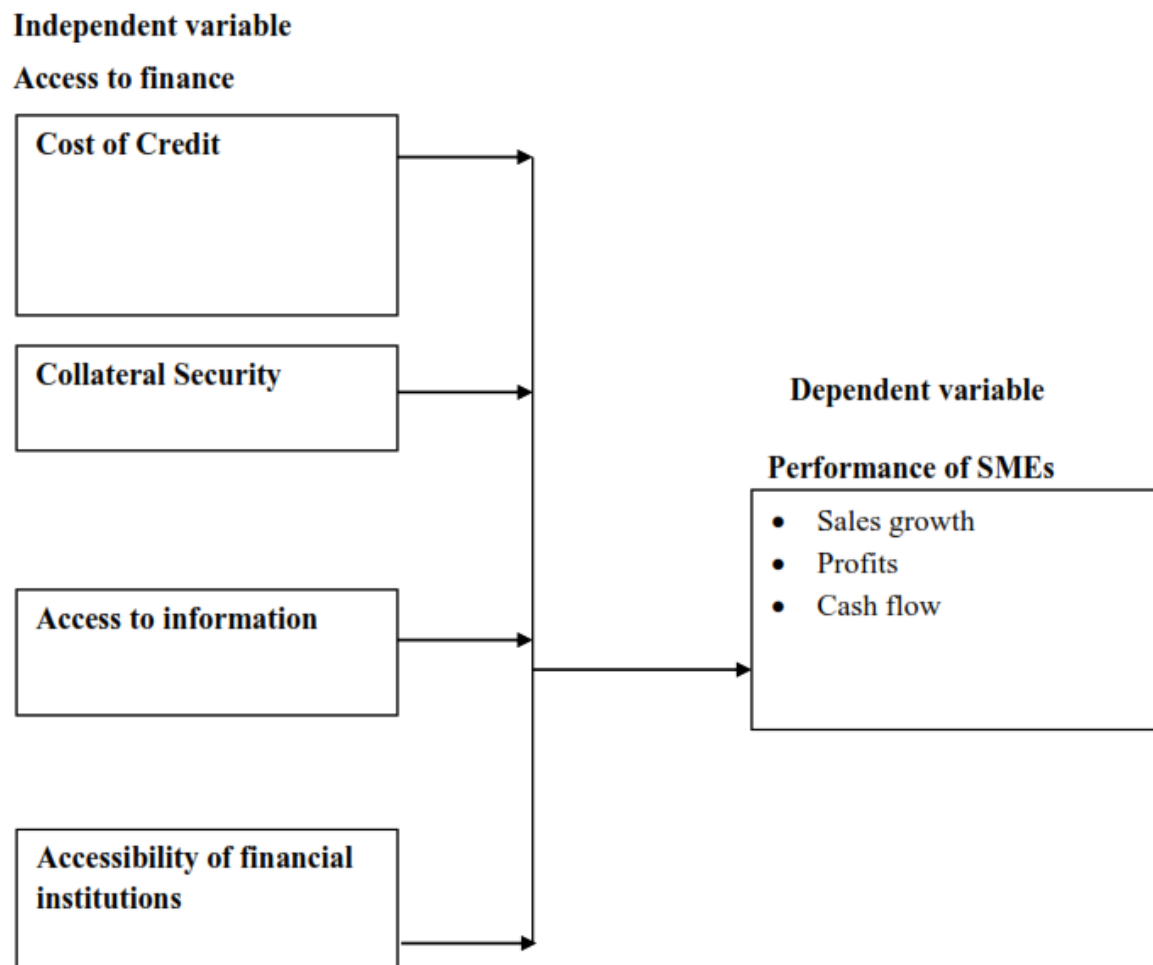 Independent variable
Access to finance
Cost of Credit
Collateral Security
Access to information
Accessibility of financial
institutions
Dependent variable
Performance of SMEs
• Sales growth
• Profits
• Cash flow